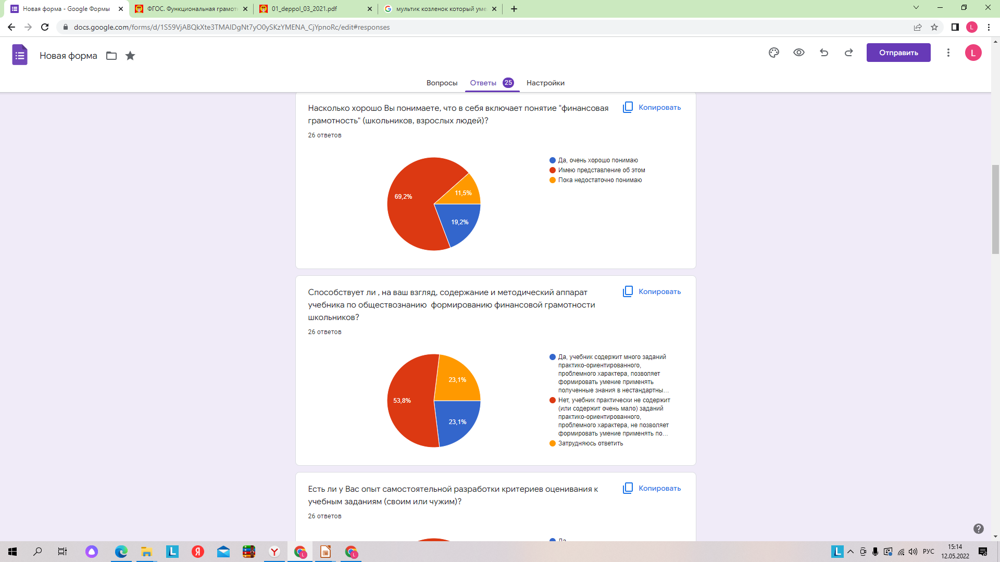 Новая форма - Google Формы
ФГОС. Функциональная грамот
01_deppol_03_2021.pdf
мультик козленок который уме
docs.google.com/forms/d/1S59VjABQkXte3TMAlDgNt7yO0ySKzYMENA_CjYpnoRc/edit#responses
L
Новая форма
Отправить
L
Вопросы
Ответы 25
Настройки
Насколько хорошо Вы понимаете, что в себя включает понятие "финансовая
грамотность" (школьников, взрослых людей)?
Копировать
26 ответов
69,2%
11,5%
19,2%
Да, очень хорошо понимаю
Имею представление об этом
Пока недостаточно понимаю
Способствует ли , на ваш взгляд, содержание и методический аппарат
учебника по обществознанию  формированию финансовой грамотности
школьников?
Копировать
26 ответов
53,8%
23,1%
23,1%
Да, учебник содержит много заданий
практико-ориентированного,
проблемного характера, позволяет
формировать умение применять
полученные знания в нестандартны...
Нет, учебник практически не содержит
(или содержит очень мало) заданий
практико-ориентированного,
проблемного характера, не позволяет
формировать умение применять по...
Затрудняюсь ответить
Есть ли у Вас опыт самостоятельной разработки критериев оценивания к
учебным заданиям (своим или чужим)?
Копировать
26 ответов
Да
L
Я
Y
L
L
L
РУС
15:14
12.05.2022